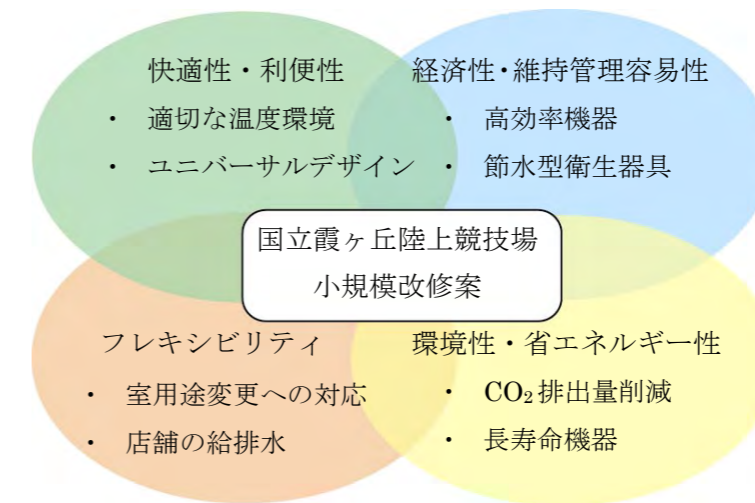 快適性・利便性
・ 適切な温度環境
・ ユニバーサルデザイン
経済性・維持管理容易性
・ 高効率機器
・ 節水型衛生器具
国立霞ヶ丘陸上競技場
小規模改修案
フレキシビリティ
・ 室用途変更への対応
・ 店舗の給排水
環境性・省エネルギー性
・ CO₂排出量削減
・ 長寿命機器